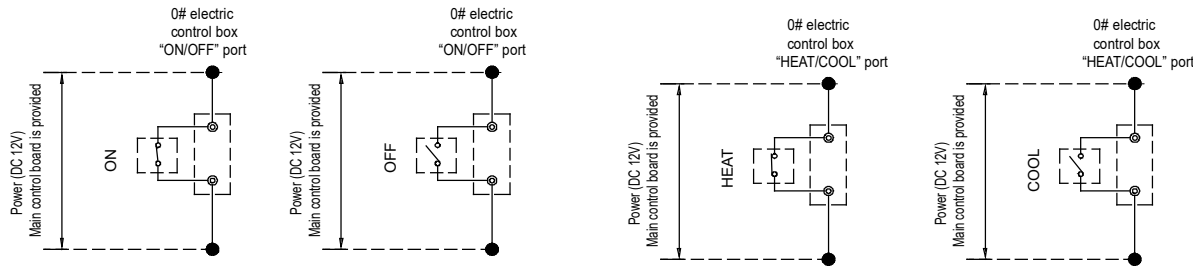 0# electric
control box
“ON/OFF” port
Power (DC 12V)
Main control board is provided
ON
0# electric
control box
“ON/OFF” port
Power (DC 12V)
Main control board is provided
OFF
0# electric
control box
“HEAT/COOL” port
Power (DC 12V)
Main control board is provided
HEAT
0# electric
control box
“HEAT/COOL” port
Power (DC 12V)
Main control board is provided
COOL